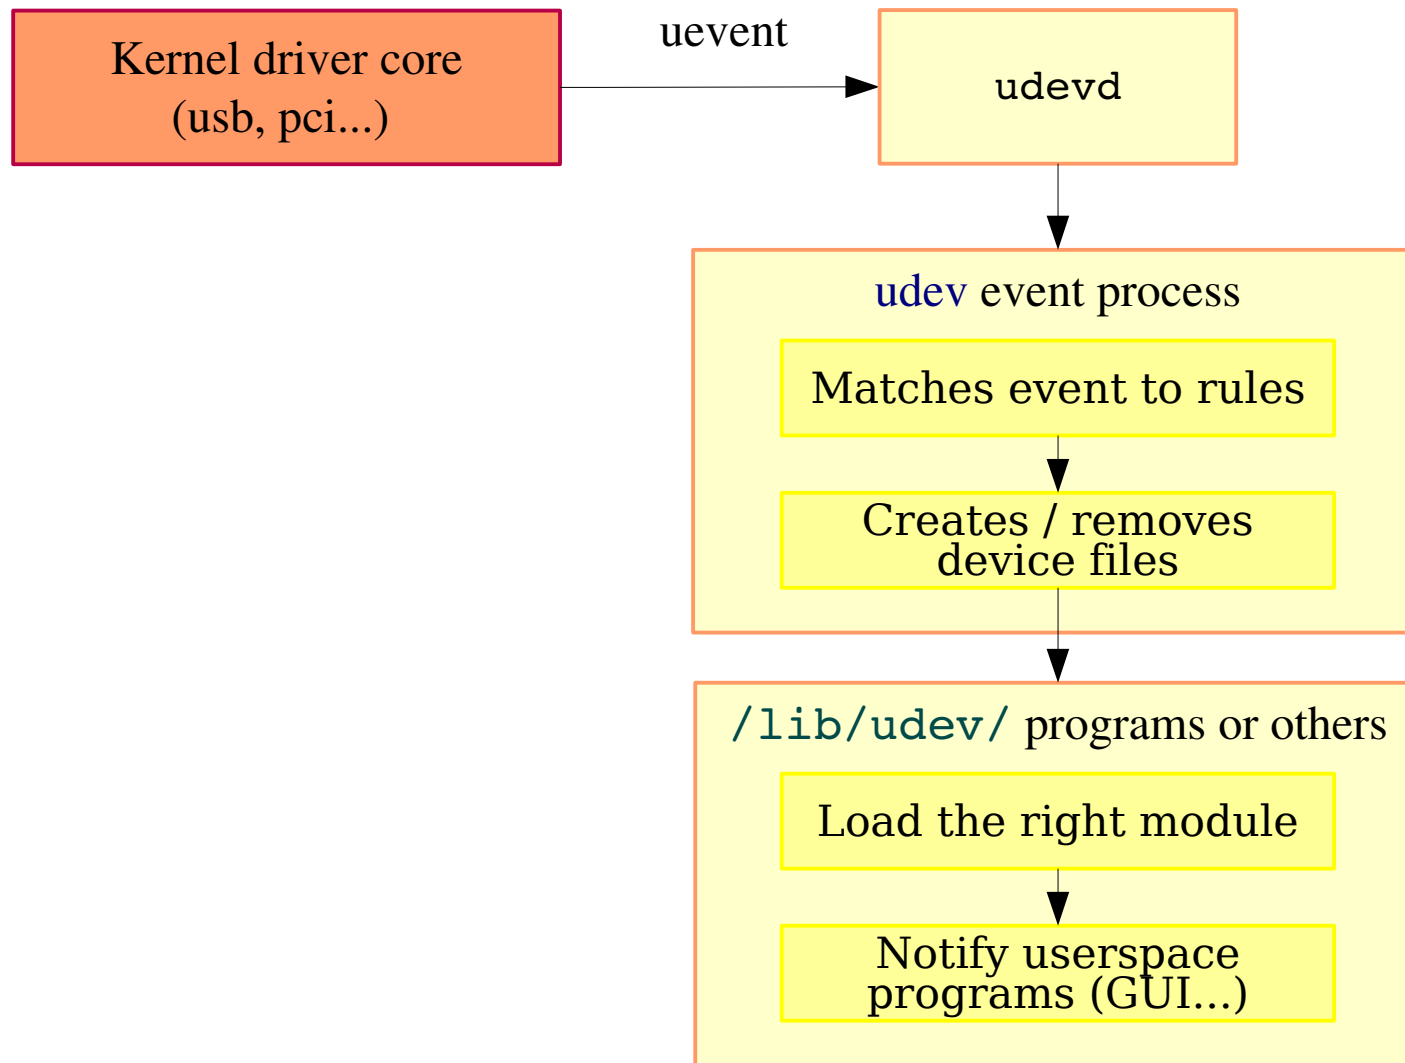 Kernel driver core
(usb, pci...)
uevent
udevd
udev event process
Matches event to rules
Creates / removes
device files
/lib/udev/ programs or others
Load the right module
Notify userspace
programs (GUI...)